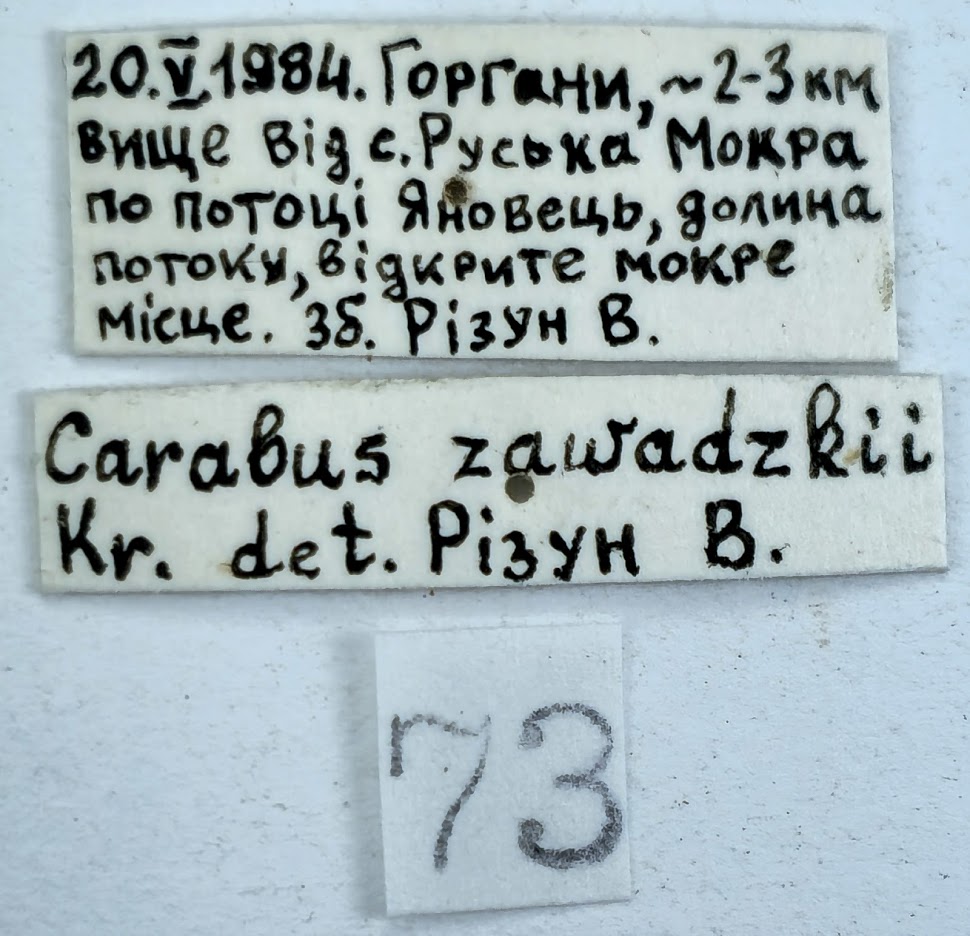 20.V.1984. Горгани, ~2-3км
вище від с. Руська Мокра
по потоці Яновець, долина
потоку, відкрите мокре
місце. Зб. Різун В.
Carabus zawadzkii
Kr. det. Різун В.
73